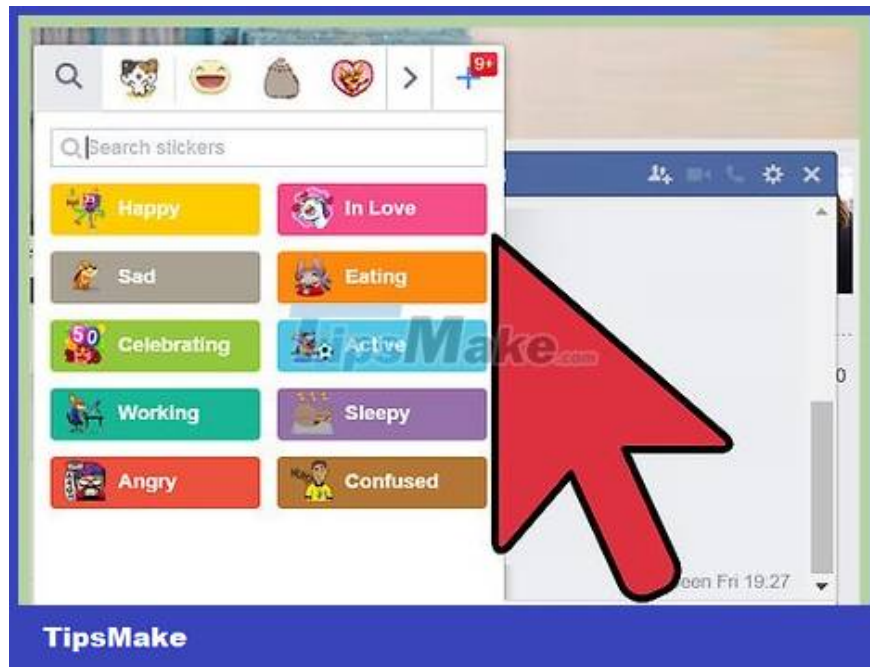 9+
Search stickers
Happy
In Love
Sad
Eating
50
Celebrating
Active
TipsMake.com
Working
Sleepy
Angry
Confused
een Fri 19:27
0
TipsMake